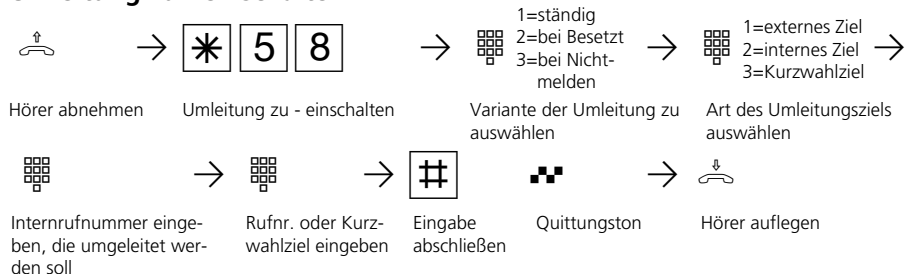 1=ständig
2=bei Besetzt
3=bei Nicht-
melden
1=externes Ziel
2=internes Ziel
3=Kurzwahlziel
* 5 8
Hörer abnehmen
Umleitung zu - einschalten
Variante der Umleitung zu
auswählen
Art des Umleitungsziels
auswählen
#
Internrufnummer einge-
ben, die umgeleitet wer-
den soll
Rufnr. oder Kurz-
wahlziel eingeben
Eingabe
abschließen
Quittungston
Hörer auflegen